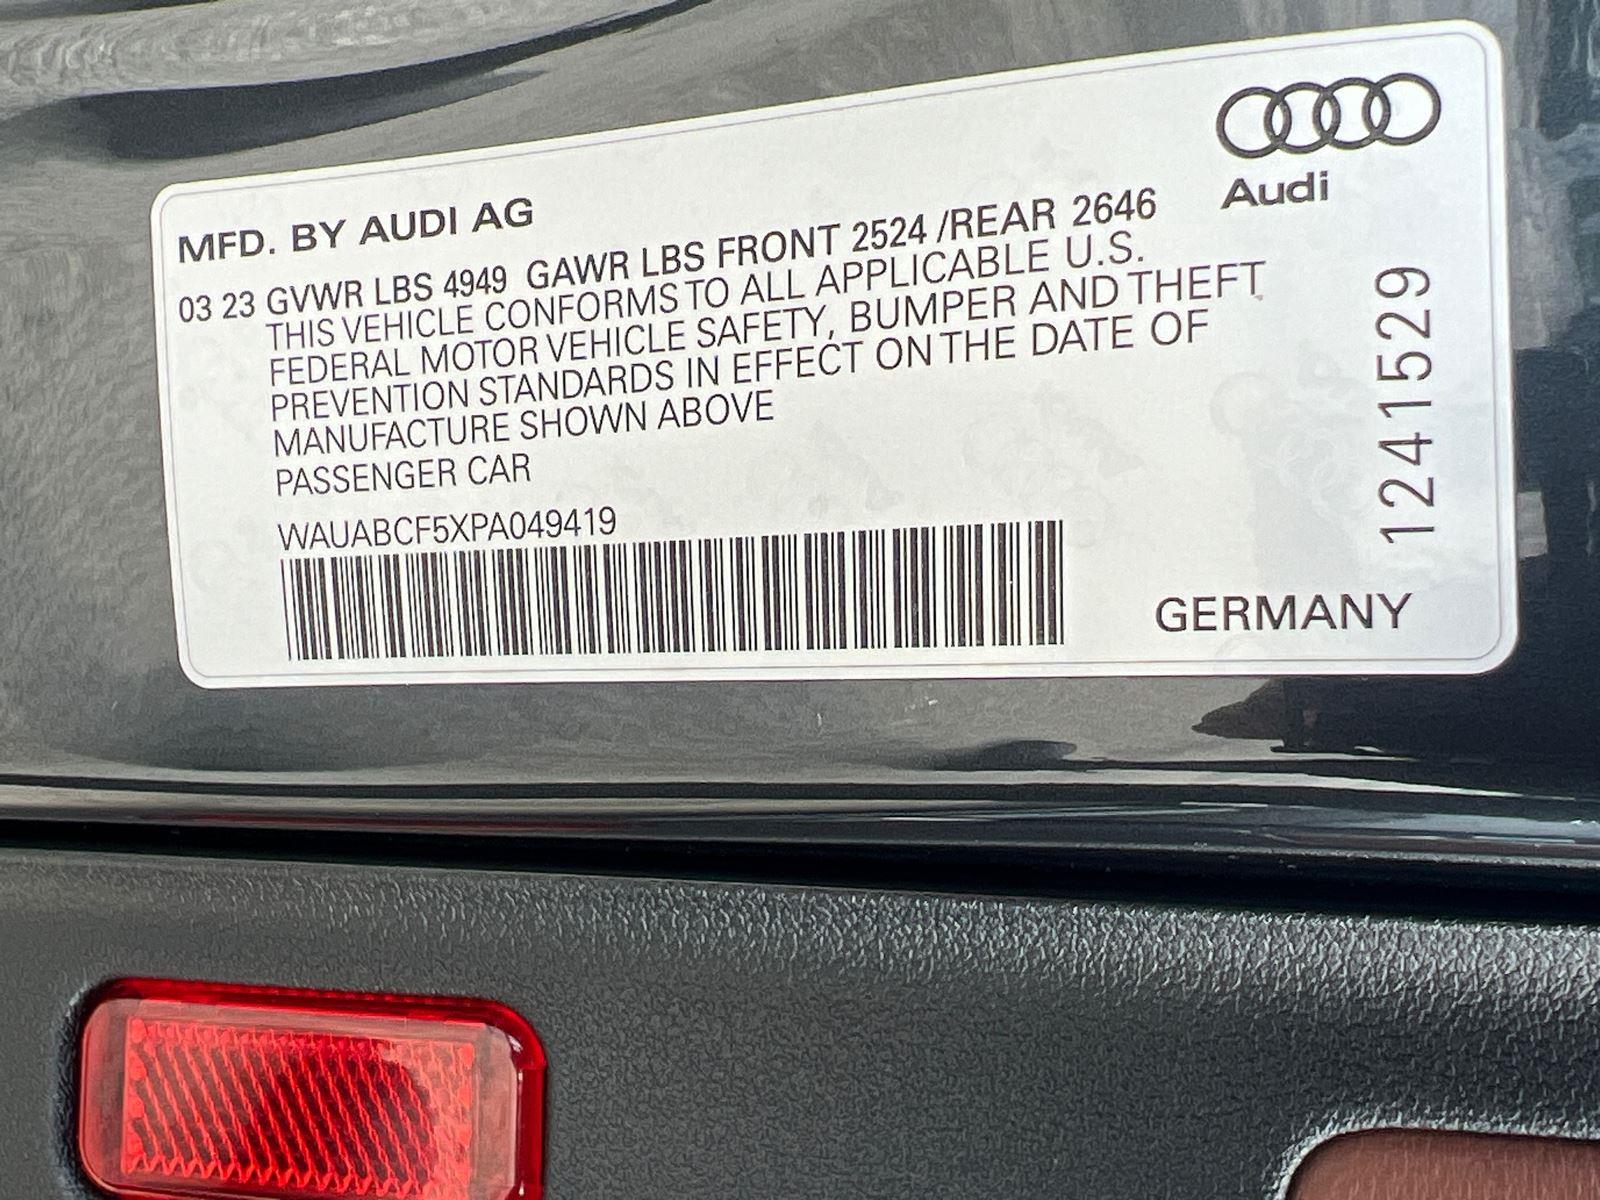 Audi
MFD. BY AUDI AG
03 23 GVWR LBS 4949 GAWR LBS FRONT 2524 /REAR 2646
THIS VEHICLE CONFORMS TO ALL APPLICABLE U.S.
FEDERAL MOTOR VEHICLE SAFETY, BUMPER AND THEFT
PREVENTION STANDARDS IN EFFECT ON THE DATE OF
MANUFACTURE SHOWN ABOVE
PASSENGER CAR
WAUABCF5XPA049419
1241529
GERMANY